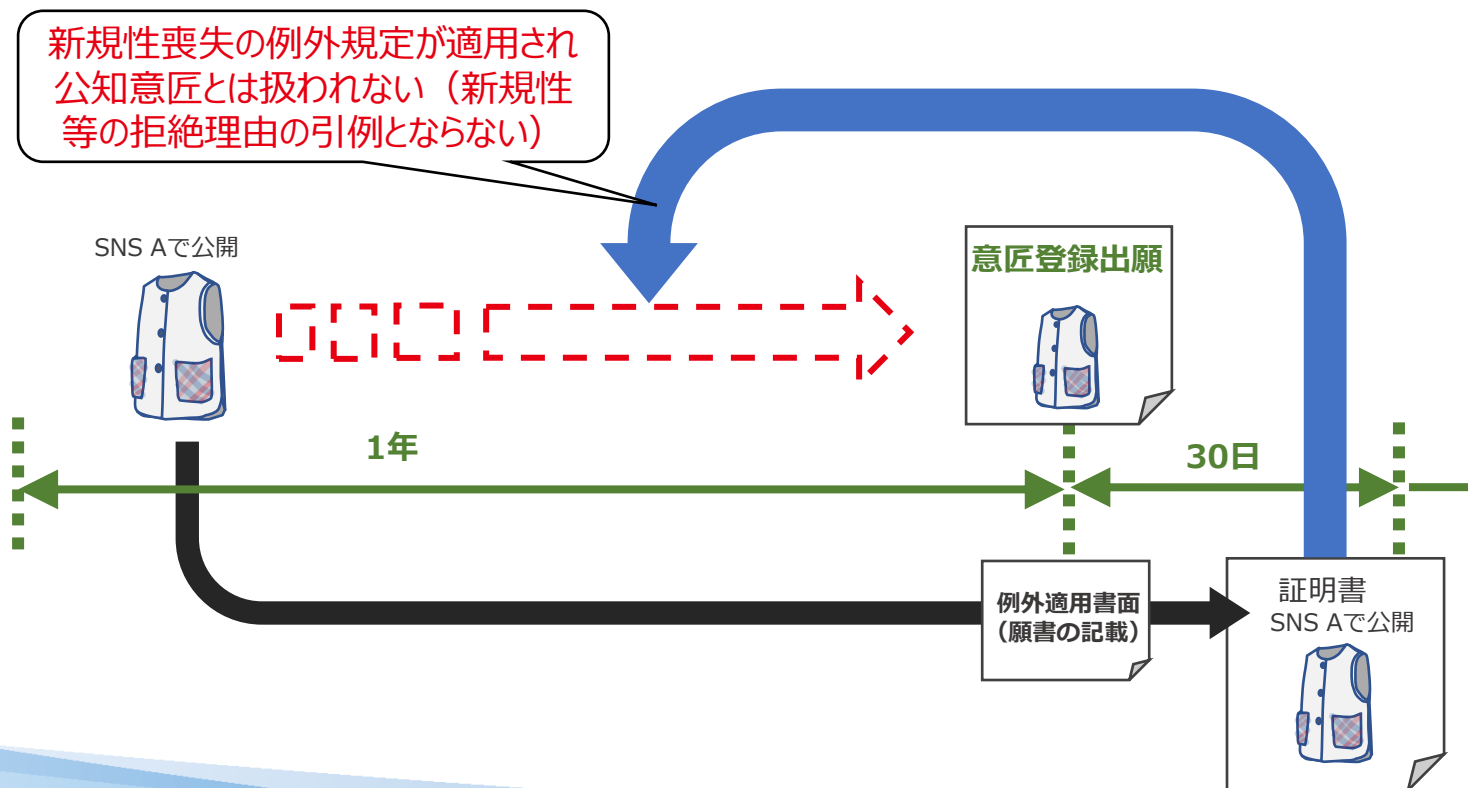 新規性喪失の例外規定が適用され
公知意匠とは扱われない（新規性
等の拒絶理由の引例とならない）
SNS Aで公開
意匠登録出願
1年
30日
例外適用書面
（願書の記載）
証明書
SNS Aで公開